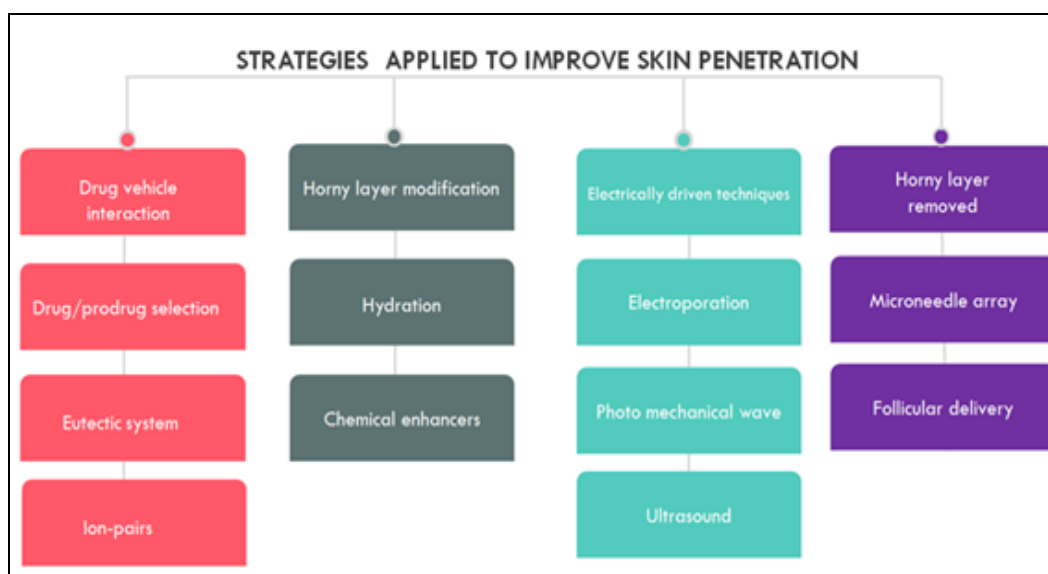 STRATEGIES APPLIED TO IMPROVE SKIN PENETRATION
Drug vehicle
interaction
Drug/prodrug selection
Eutectic system
Ion-pairs
Horny layer modification
Hydration
Chemical enhancers
Electrically driven techniques
Electroporation
Photo mechanical wave
Ultrasound
Horny layer
removed
Microneedle array
Follicular delivery